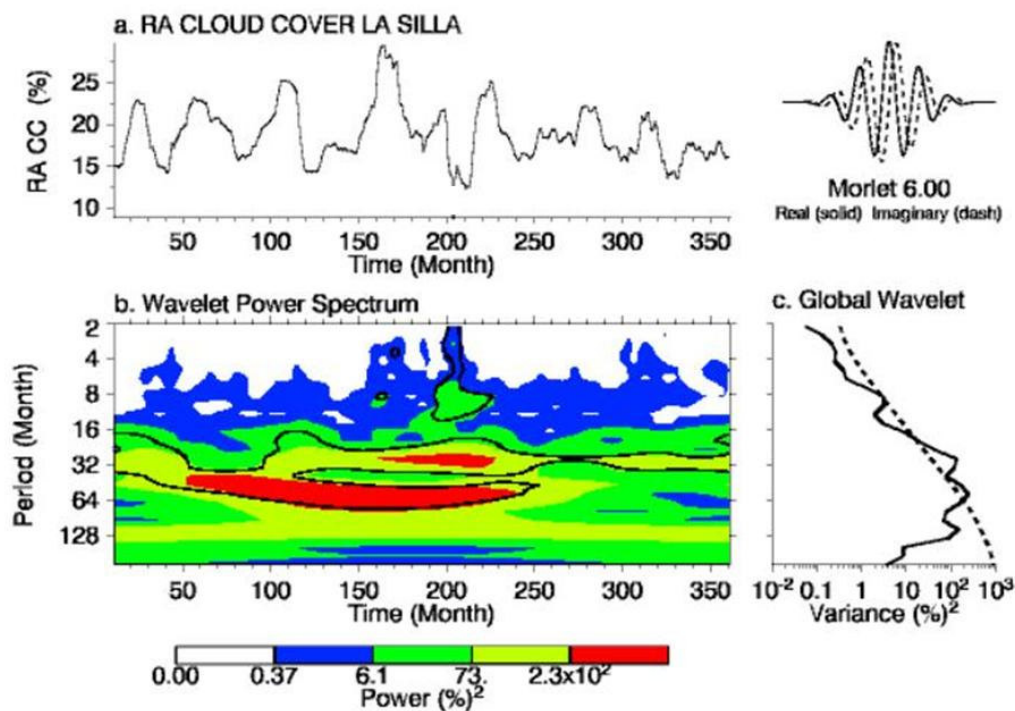 a. RA CLOUD COVER LA SILLA
RA CC (%)
25
20
15
10
50 100 150 200 250 300 350
Time (Month)
Morlet 6.00
Real (solid) Imaginary (dash)
b. Wavelet Power Spectrum
Period (Month)
2
4
8
16
32
64
128
50 100 150 200 250 300 350
Time (Month)
c. Global Wavelet
10-2 0.1 1 10 10² 10³
Variance (%)²
0.00 0.37 6.1 73. 2.3x10²
Power (%)²